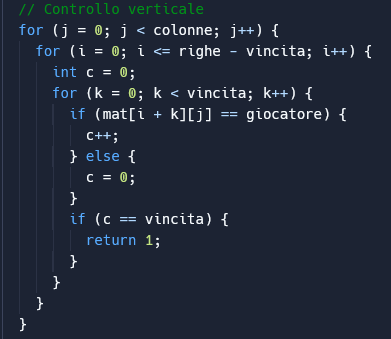 // Controllo verticale
for (j = 0; j < colonne; j++) {
  for (i = 0; i <= righe - vincita; i++) {
    int c = 0;
    for (k = 0; k < vincita; k++) {
      if (mat[i + k][j] == giocatore) {
        c++;
      } else {
        c = 0;
      }
      if (c == vincita) {
        return 1;
      }
    }
  }
}